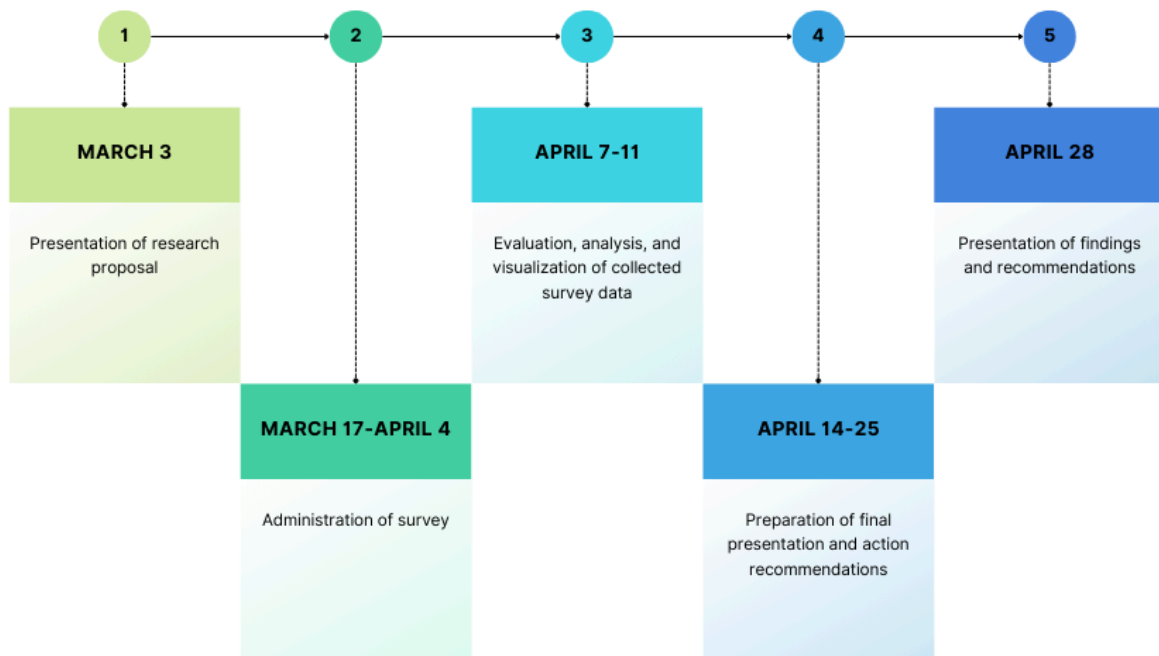 1
2
3
4
5
MARCH 3
Presentation of research
proposal
MARCH 17-APRIL 4
Administration of survey
APRIL 7-11
Evaluation, analysis, and
visualization of collected
survey data
APRIL 14-25
Preparation of final
presentation and action
recommendations
APRIL 28
Presentation of findings
and recommendations